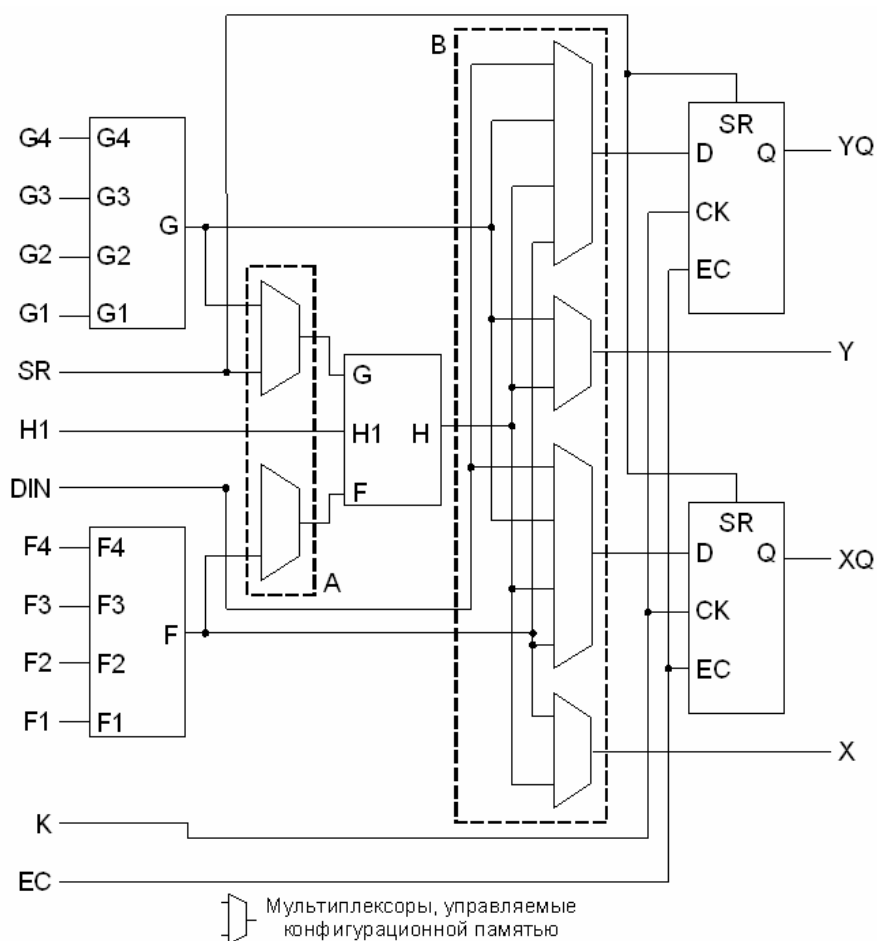 B
SR
G4
G4
D
Q
YQ
G3
G3
G
CK
G2
G2
EC
G1
G1
Y
SR
G
H1
H1
H
DIN
F
SR
F4
F4
D
Q
XQ
A
F3
F3
CK
F
F2
F2
EC
F1
F1
X
K
EC
Мультиплексоры, управляемые
конфигурационной памятью